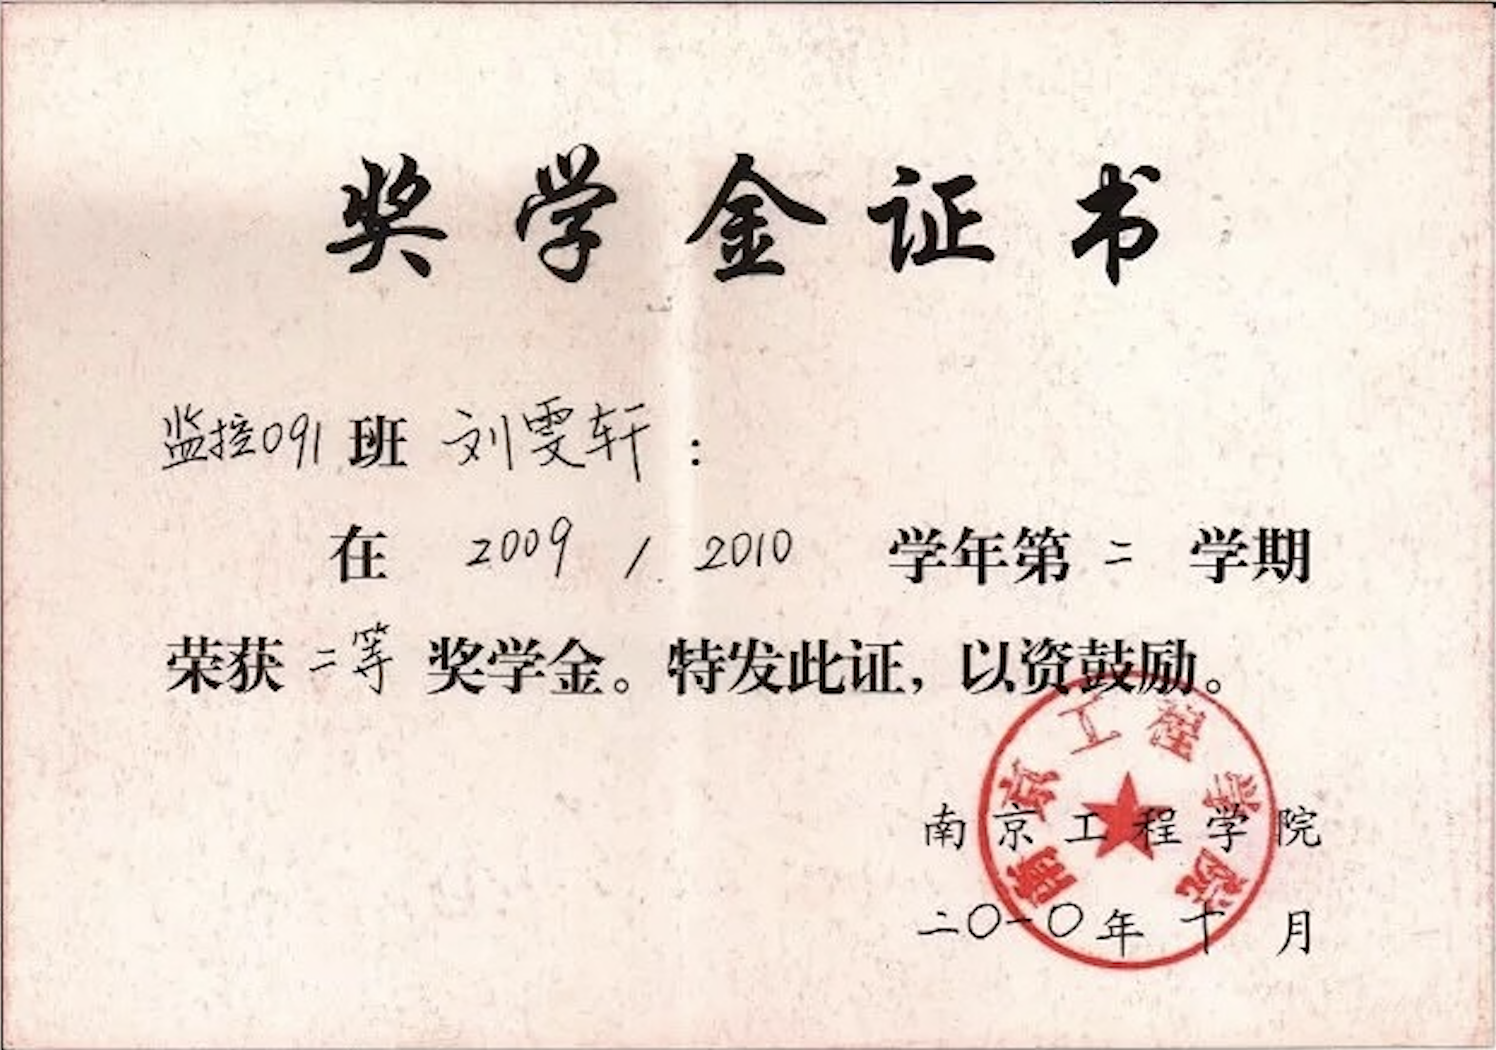 奖学金证书
监控091班 刘雯轩：
在 2009 / 2010 学年第 二 学期
荣获 二等 奖学金。特发此证，以资鼓励。
南京工程学院
南京工程学院
二〇一〇年 十 月